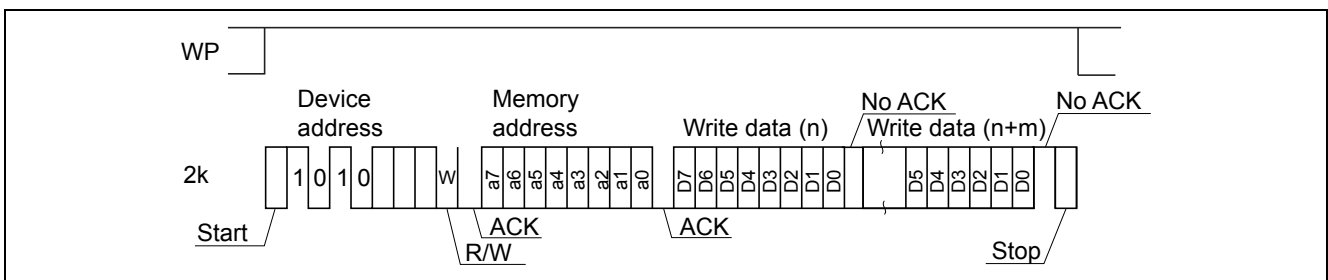 WP
Device address
Memory address
Write data (n)
No ACK
Write data (n+m)
No ACK
2k
1 0 1 0 W a7 a6 a5 a4 a3 a2 a1 a0 D7 D6 D5 D4 D3 D2 D1 D0 D5 D4 D3 D2 D1 D0
Start
R/W
ACK
ACK
Stop